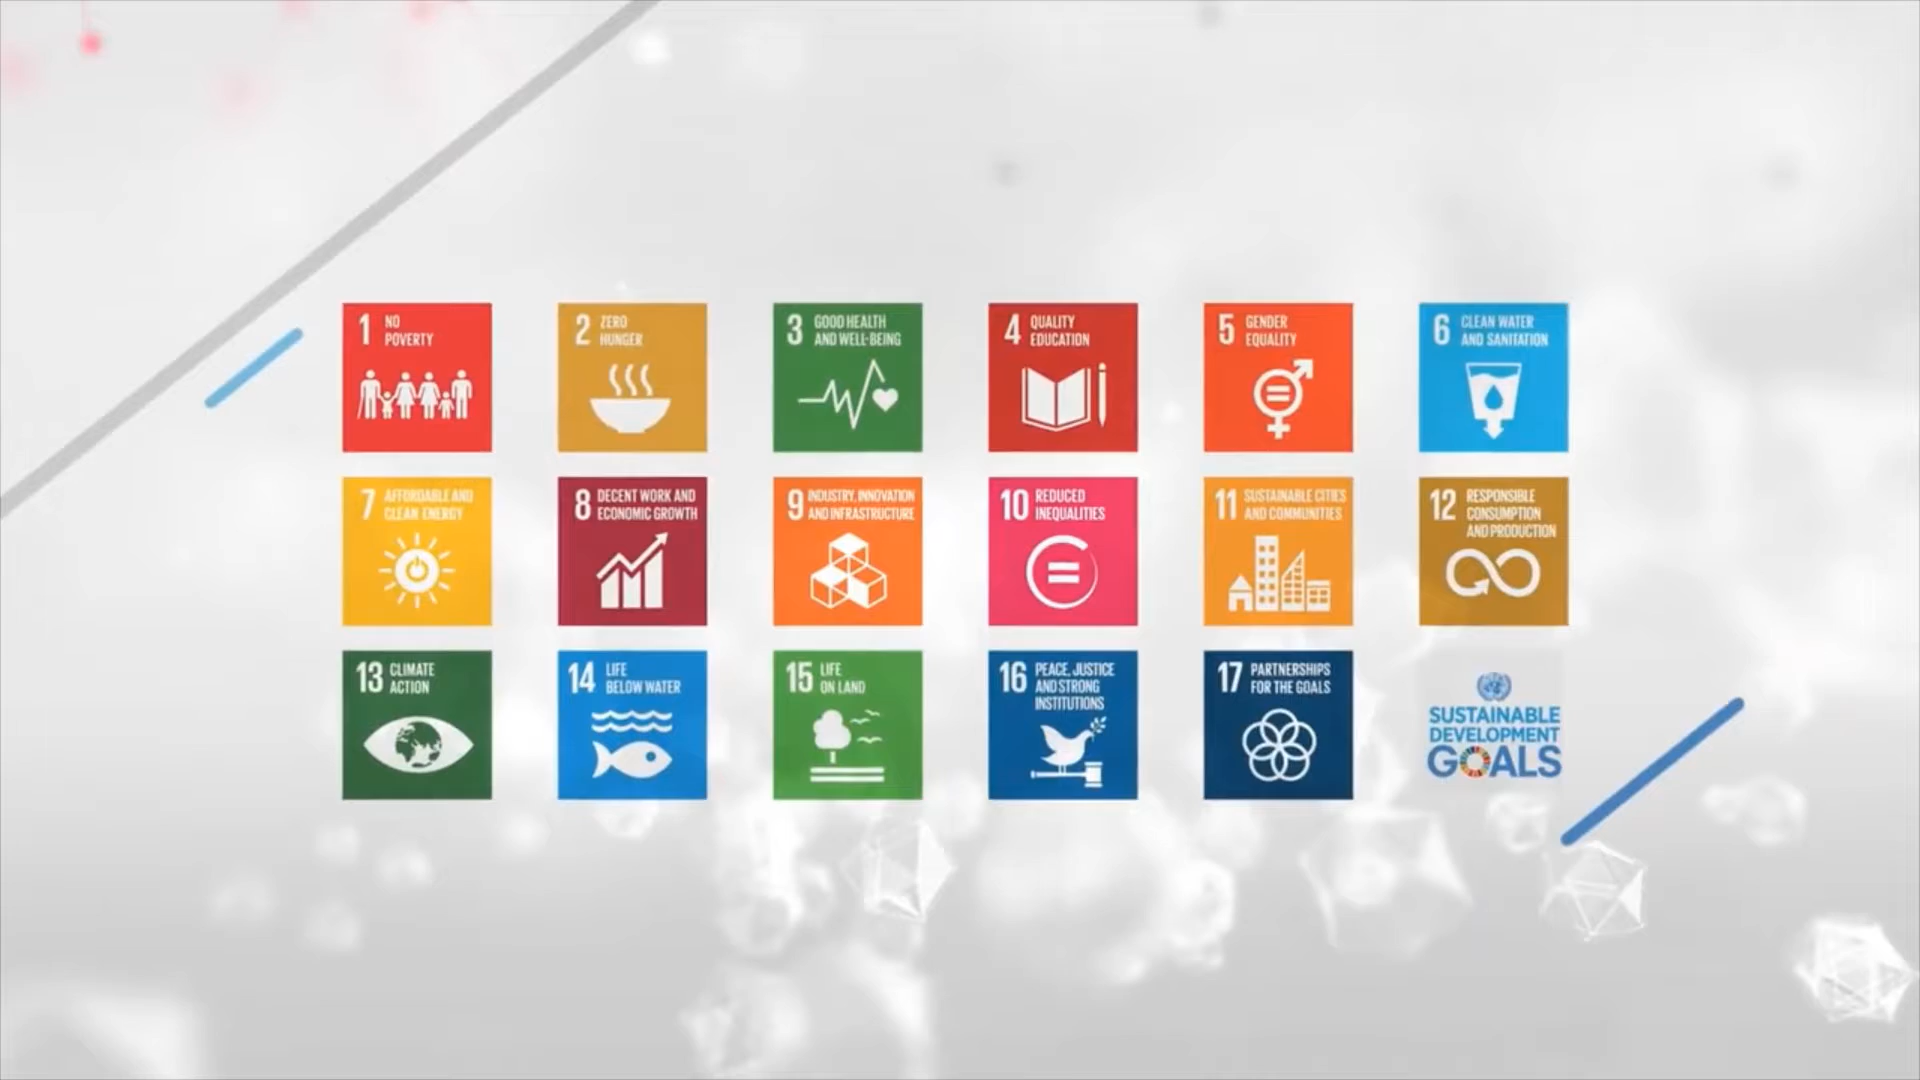 1 NO
POVERTY
2 ZERO
HUNGER
3 GOOD HEALTH
AND WELL-BEING
4 QUALITY
EDUCATION
5 GENDER
EQUALITY
6 CLEAN WATER
AND SANITATION
7 AFFORDABLE AND
CLEAN ENERGY
8 DECENT WORK AND
ECONOMIC GROWTH
9 INDUSTRY, INNOVATION
AND INFRASTRUCTURE
10 REDUCED
INEQUALITIES
11 SUSTAINABLE CITIES
AND COMMUNITIES
12 RESPONSIBLE
CONSUMPTION
AND PRODUCTION
13 CLIMATE
ACTION
14 LIFE
BELOW WATER
15 LIFE
ON LAND
16 PEACE, JUSTICE
AND STRONG
INSTITUTIONS
17 PARTNERSHIPS
FOR THE GOALS
SUSTAINABLE
DEVELOPMENT
GOALS